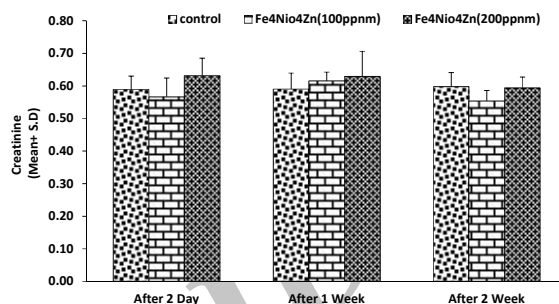 control Fe4Nio4Zn(100ppnm) Fe4Nio4Zn(200ppnm)
0.80
0.70
0.60
0.50
0.40
0.30
0.20
0.10
0.00
Creatinine
(Mean+ S.D)
After 2 Day After 1 Week After 2 Week